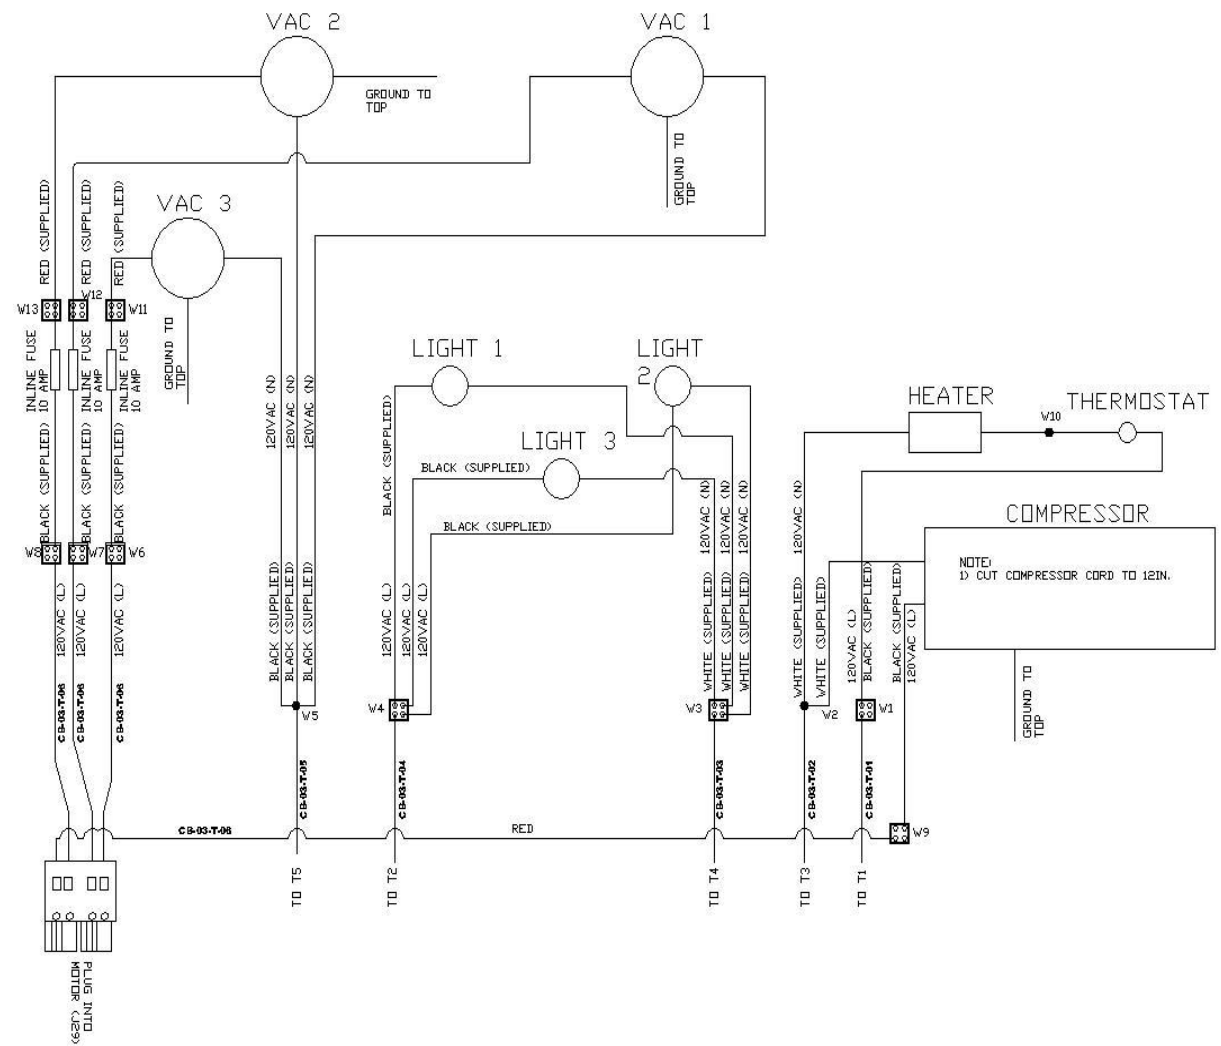 VAC 2
VAC 1
GROUND TO
TOP
GROUND TO
TOP
VAC 3
RED (SUPPLIED)
RED (SUPPLIED)
RED (SUPPLIED)
W13
W12
W11
GROUND TO
TOP
INLINE FUSE
10 AMP
INLINE FUSE
10 AMP
INLINE FUSE
10 AMP
LIGHT 1
LIGHT
2
LIGHT 3
HEATER
W10
THERMOSTAT
120VAC (N)
120VAC (N)
120VAC (N)
BLACK (SUPPLIED)
BLACK (SUPPLIED)
BLACK (SUPPLIED)
BLACK (SUPPLIED)
BLACK (SUPPLIED)
BLACK (SUPPLIED)
120VAC (N)
120VAC (N)
120VAC (N)
120VAC (N)
COMPRESSOR
NOTE:
1) CUT COMPRESSOR CORD TO 12IN.
W8
W7
W6
120VAC (L)
120VAC (L)
120VAC (L)
BLACK (SUPPLIED)
BLACK (SUPPLIED)
BLACK (SUPPLIED)
120VAC (L)
120VAC (L)
120VAC (L)
WHITE (SUPPLIED)
WHITE (SUPPLIED)
WHITE (SUPPLIED)
WHITE (SUPPLIED)
WHITE (SUPPLIED)
120VAC (L)
BLACK (SUPPLIED)
BLACK (SUPPLIED)
120VAC (L)
GROUND TO
TOP
CB-03-T-06
CB-03-T-06
CB-03-T-06
W5
W4
W3
W2
W1
CB-03-T-05
CB-03-T-04
CB-03-T-03
CB-03-T-02
CB-03-T-01
CB-03-T-06
RED
W9
TO T5
TO T2
TO T4
TO T3
TO T1
PLUG INTO
MOTOR (J29)